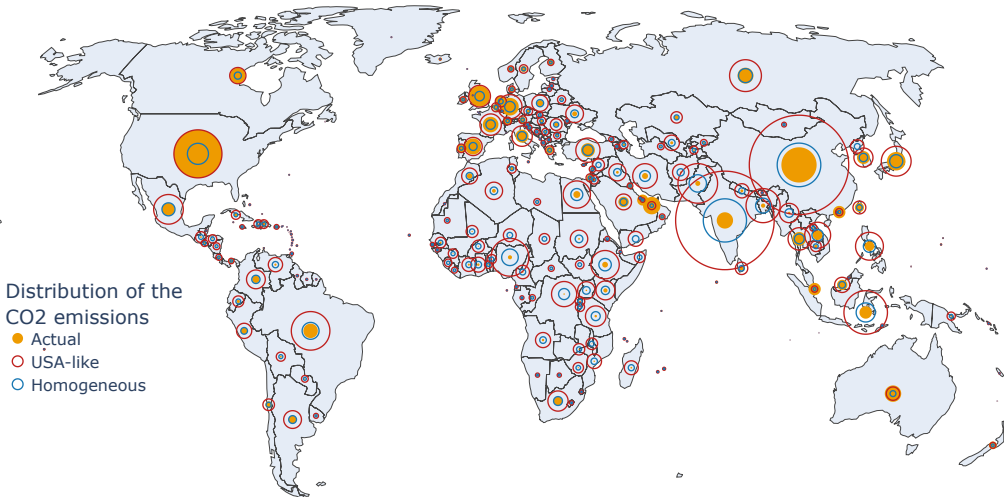 Distribution of the
CO2 emissions
Actual
USA-like
Homogeneous